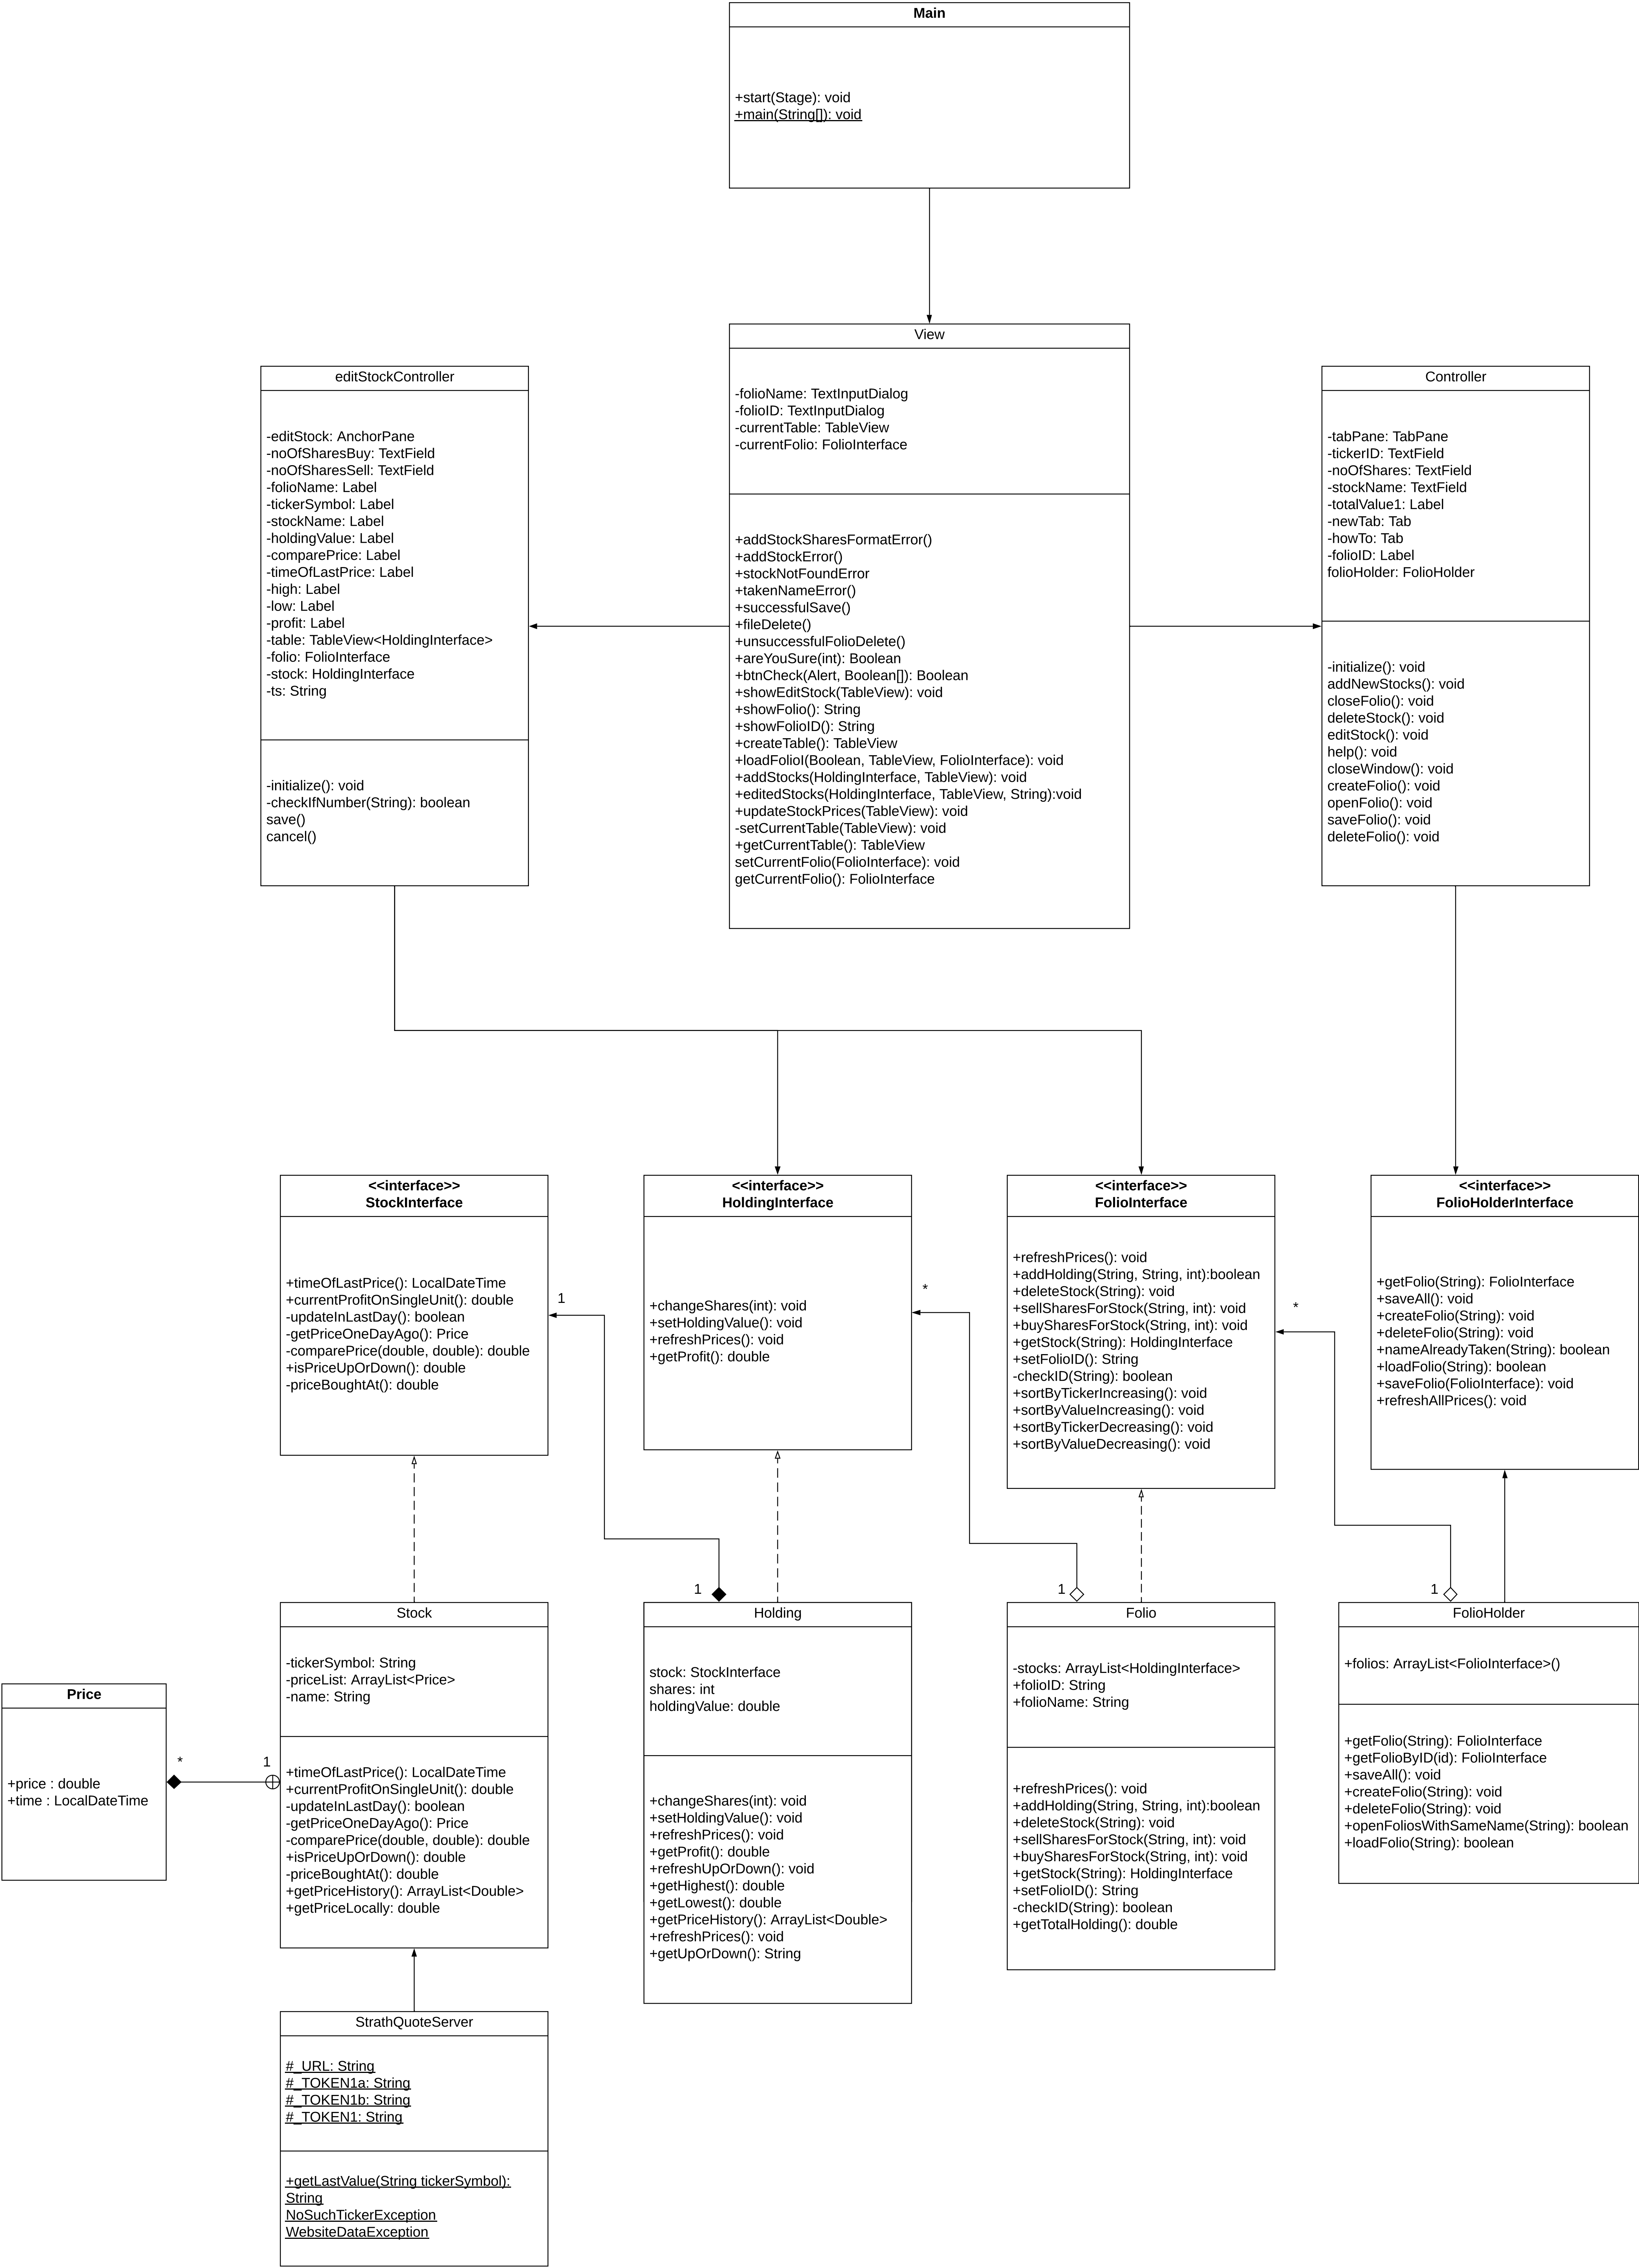 Main
+start(Stage): void
+main(String[]): void
View
-folioName: TextInputDialog
-folioID: TextInputDialog
-currentTable: TableView
-currentFolio: FolioInterface
+addStockSharesFormatError()
+addStockError()
+stockNotFoundError
+takenNameError()
+successfulSave()
+fileDelete()
+unsuccessfulFolioDelete()
+areYouSure(int): Boolean
+btnCheck(Alert, Boolean[]): Boolean
+showEditStock(TableView): void
+showFolio(): String
+showFolioID(): String
+createTable(): TableView
+loadFolioI(Boolean, TableView, FolioInterface): void
+addStocks(HoldingInterface, TableView): void
+editedStocks(HoldingInterface, TableView, String):void
+updateStockPrices(TableView): void
-setCurrentTable(TableView): void
+getCurrentTable(): TableView
setCurrentFolio(FolioInterface): void
getCurrentFolio(): FolioInterface
editStockController
-editStock: AnchorPane
-noOfSharesBuy: TextField
-noOfSharesSell: TextField
-folioName: Label
-tickerSymbol: Label
-stockName: Label
-holdingValue: Label
-comparePrice: Label
-timeOfLastPrice: Label
-high: Label
-low: Label
-profit: Label
-table: TableView<HoldingInterface>
-folio: FolioInterface
-stock: HoldingInterface
-ts: String
-initialize(): void
-checkIfNumber(String): boolean
save()
cancel()
Controller
-tabPane: TabPane
-tickerID: TextField
-noOfShares: TextField
-stockName: TextField
-totalValue1: Label
-newTab: Tab
-howTo: Tab
-folioID: Label
folioHolder: FolioHolder
-initialize(): void
addNewStocks(): void
closeFolio(): void
deleteStock(): void
editStock(): void
help(): void
closeWindow(): void
createFolio(): void
openFolio(): void
saveFolio(): void
deleteFolio(): void
<<interface>>
StockInterface
+timeOfLastPrice(): LocalDateTime
+currentProfitOnSingleUnit(): double
-updateInLastDay(): boolean
-getPriceOneDayAgo(): Price
-comparePrice(double, double): double
+isPriceUpOrDown(): double
-priceBoughtAt(): double
1
<<interface>>
HoldingInterface
+changeShares(int): void
+setHoldingValue(): void
+refreshPrices(): void
+getProfit(): double
*
<<interface>>
FolioInterface
+refreshPrices(): void
+addHolding(String, String, int):boolean
+deleteStock(String): void
+sellSharesForStock(String, int): void
+buySharesForStock(String, int): void
+getStock(String): HoldingInterface
+setFolioID(): String
-checkID(String): boolean
+sortByTickerIncreasing(): void
+sortByValueIncreasing(): void
+sortByTickerDecreasing(): void
+sortByValueDecreasing(): void
*
<<interface>>
FolioHolderInterface
+getFolio(String): FolioInterface
+saveAll(): void
+createFolio(String): void
+deleteFolio(String): void
+nameAlreadyTaken(String): boolean
+loadFolio(String): boolean
+saveFolio(FolioInterface): void
+refreshAllPrices(): void
1
1
1
Price
+price : double
+time : LocalDateTime
*
1
Stock
-tickerSymbol: String
-priceList: ArrayList<Price>
-name: String
+timeOfLastPrice(): LocalDateTime
+currentProfitOnSingleUnit(): double
-updateInLastDay(): boolean
-getPriceOneDayAgo(): Price
-comparePrice(double, double): double
+isPriceUpOrDown(): double
-priceBoughtAt(): double
+getPriceHistory(): ArrayList<Double>
+getPriceLocally: double
Holding
stock: StockInterface
shares: int
holdingValue: double
+changeShares(int): void
+setHoldingValue(): void
+refreshPrices(): void
+getProfit(): double
+refreshUpOrDown(): void
+getHighest(): double
+getLowest(): double
+getPriceHistory(): ArrayList<Double>
+refreshPrices(): void
+getUpOrDown(): String
Folio
-stocks: ArrayList<HoldingInterface>
+folioID: String
+folioName: String
+refreshPrices(): void
+addHolding(String, String, int):boolean
+deleteStock(String): void
+sellSharesForStock(String, int): void
+buySharesForStock(String, int): void
+getStock(String): HoldingInterface
+setFolioID(): String
-checkID(String): boolean
+getTotalHolding(): double
FolioHolder
+folios: ArrayList<FolioInterface>()
+getFolio(String): FolioInterface
+getFolioByID(id): FolioInterface
+saveAll(): void
+createFolio(String): void
+deleteFolio(String): void
+openFoliosWithSameName(String): boolean
+loadFolio(String): boolean
StrathQuoteServer
#_URL: String
#_TOKEN1a: String
#_TOKEN1b: String
#_TOKEN1: String
+getLastValue(String tickerSymbol):
String
NoSuchTickerException
WebsiteDataException